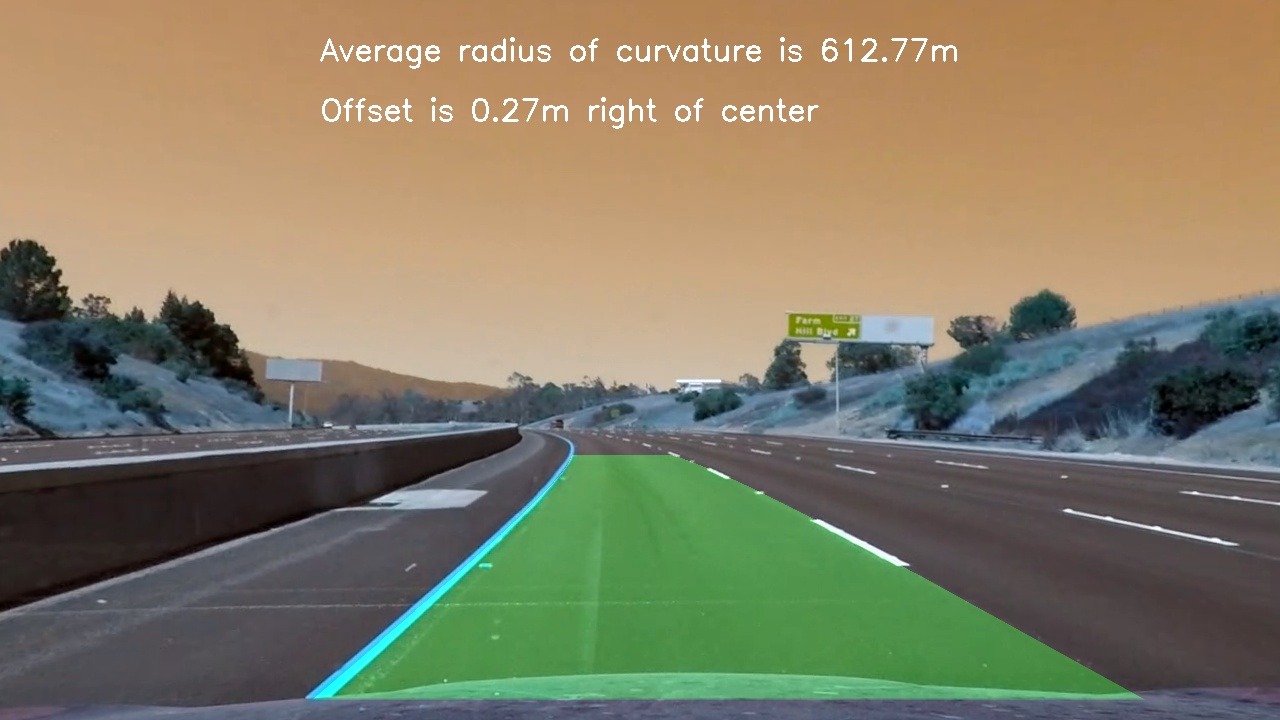 Average radius of curvature is 612.77m
Offset is 0.27m right of center
Farm
Hill Blvd